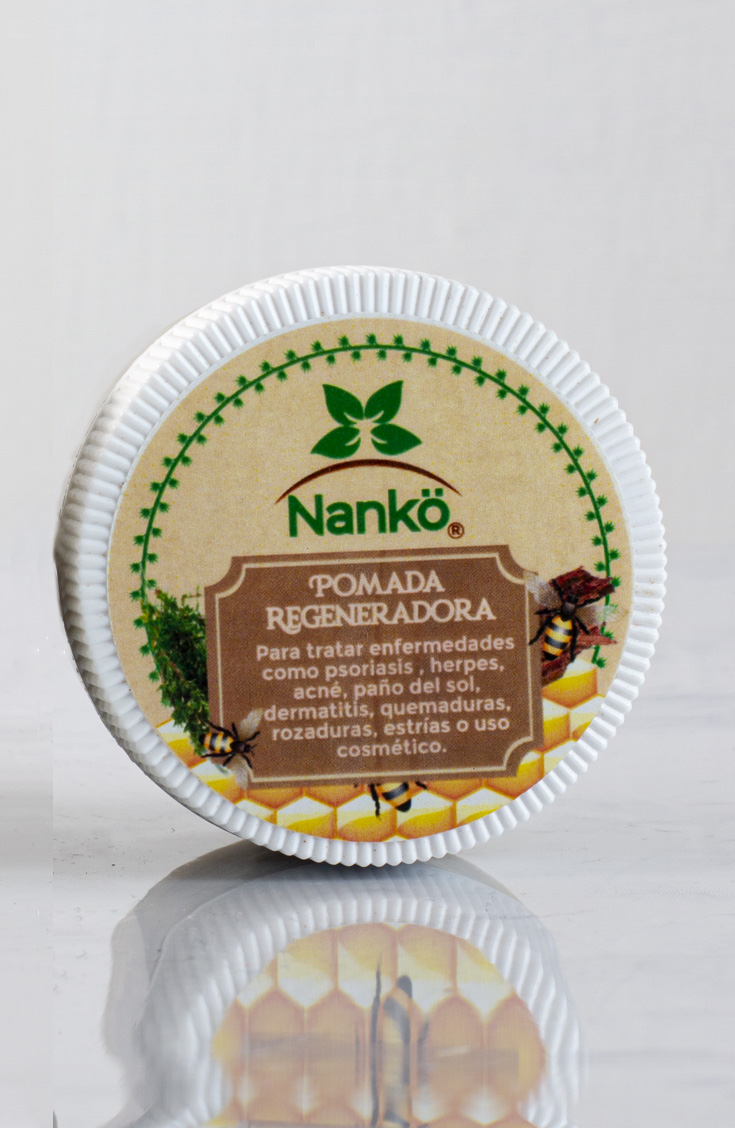 Nankö®
POMADA
REGENERADORA
Para tratar enfermedades
como psoriasis , herpes,
acné, paño del sol,
dermatitis, quemaduras,
rozaduras, estrías o uso
cosmético.